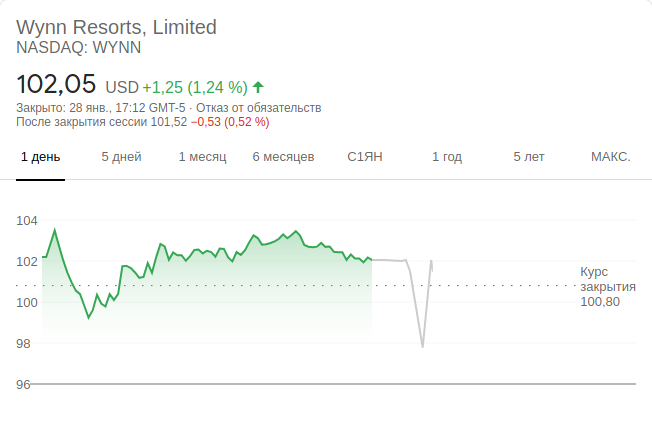 Wynn Resorts, Limited
NASDAQ: WYNN
102,05 USD +1,25 (1,24 %)
Закрыто: 28 янв., 17:12 GMT-5 · Отказ от обязательств
После закрытия сессии 101,52 −0,53 (0,52 %)
1 день 5 дней 1 месяц 6 месяцев С1ЯН 1 год 5 лет МАКС.
104
102
Курс
закрытия
100,80
100
98
96